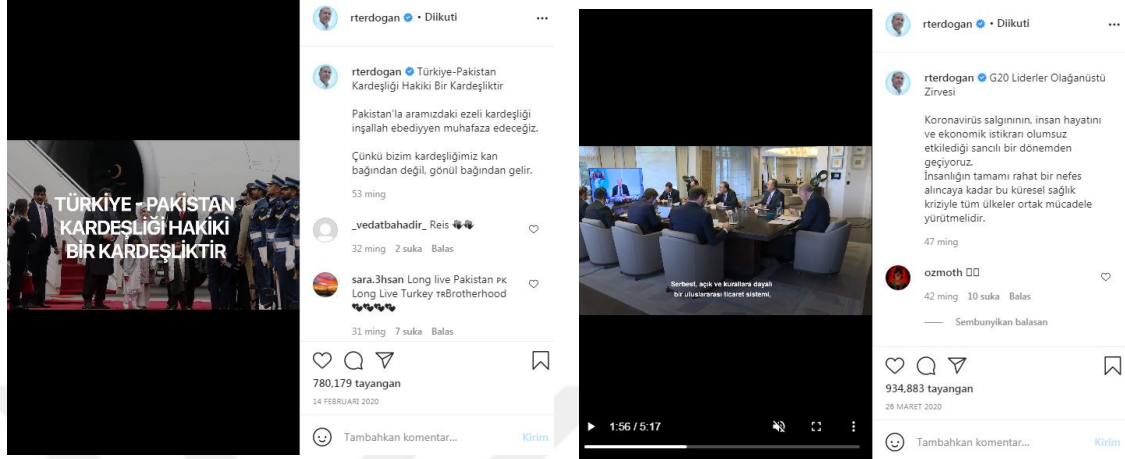 TÜRKİYE - PAKİSTAN
KARDEŞLİĞİ HAKİKİ
BİR KARDEŞLİKTİR
rterdogan • Diikuti
rterdogan Türkiye-Pakistan
Kardeşliği Hakiki Bir Kardeşliktir
Pakistan'la aramızdaki ezeli kardeşliği
inşallah ebediyyen muhafaza edeceğiz.
Çünkü bizim kardeşliğimiz kan
bağından değil, gönül bağından gelir.
53 ming
_vedatbahadir_ Reis
32 ming 2 suka Balas
sara.3hsan Long live Pakistan PK
Long Live Turkey TRBrotherhood
31 ming 7 suka Balas
780,179 tayangan
14 FEBRUARI 2020
Tambahkan komentar... Kirim
Serbest, açık ve kurallara dayalı
bir uluslararası ticaret sistemi,
1:56 / 5:17
rterdogan • Diikuti
rterdogan G20 Liderler Olağanüstü
Zirvesi
Koronavirüs salgınının, insan hayatını
ve ekonomik istikrarı olumsuz
etkilediği sancılı bir dönemden
geçiyoruz.
İnsanlığın tamamı rahat bir nefes
alıncaya kadar bu küresel sağlık
kriziyle tüm ülkeler ortak mücadele
yürütmelidir.
47 ming
ozmoth
42 ming 10 suka Balas
Sembunyikan balasan
934,883 tayangan
26 MARET 2020
Tambahkan komentar... Kirim